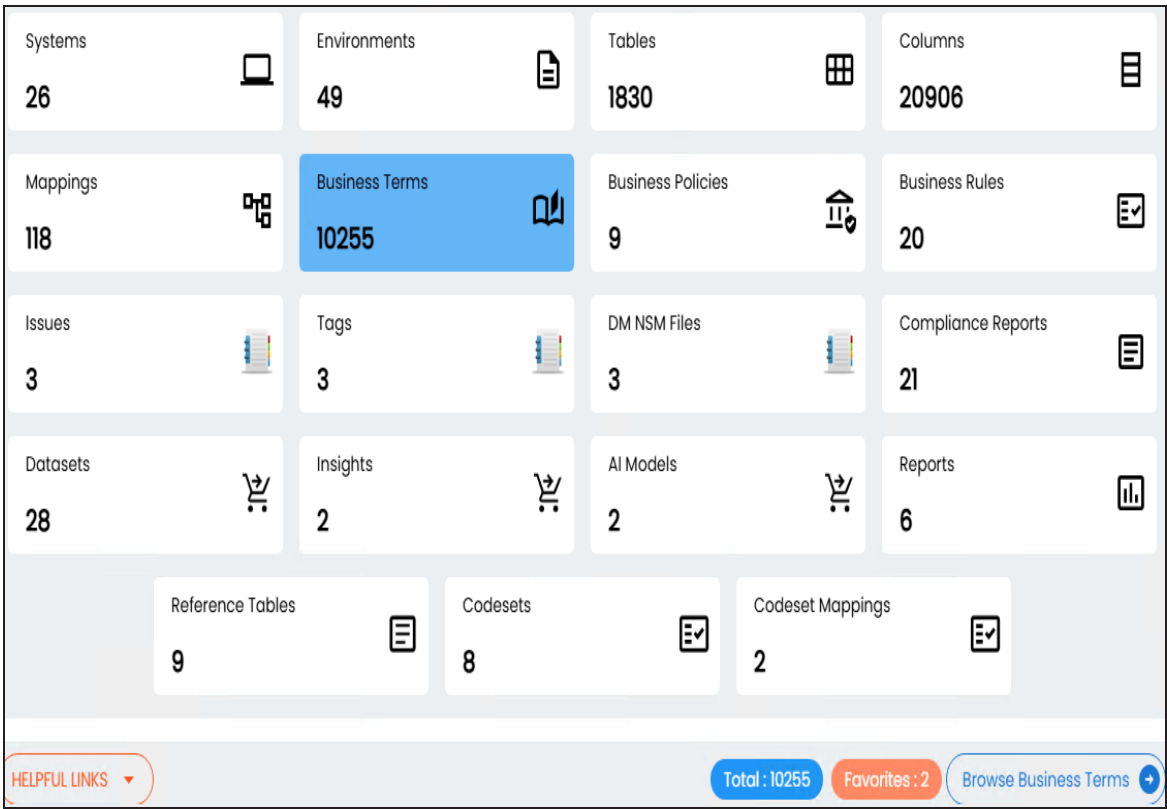 Systems
26
Environments
49
Tables
1830
Columns
20906
Mappings
118
Business Terms
10255
Business Policies
9
Business Rules
20
Issues
3
Tags
3
DM NSM Files
3
Compliance Reports
21
Datasets
28
Insights
2
AI Models
2
Reports
6
Reference Tables
9
Codesets
8
Codeset Mappings
2
HELPFUL LINKS
Total : 10255
Favorites : 2
Browse Business Terms